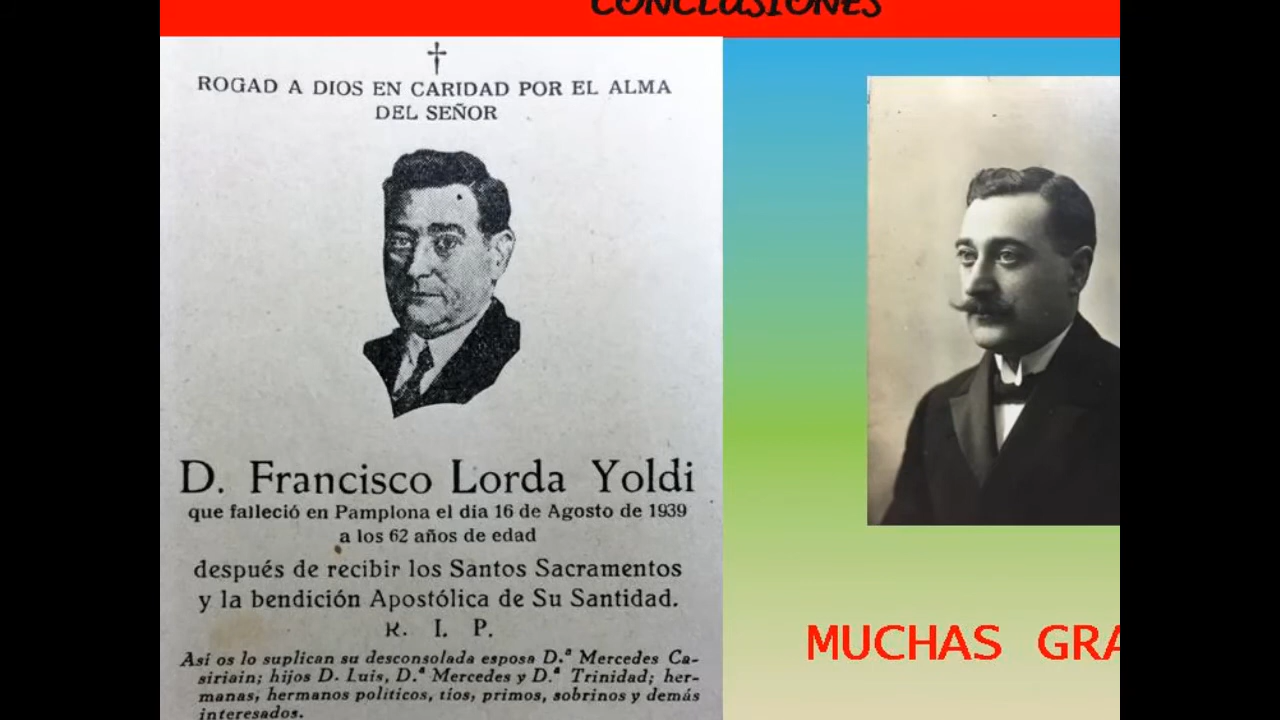 CONCLUSIONES
ROGAD A DIOS EN CARIDAD POR EL ALMA
DEL SEÑOR
D. Francisco Lorda Yoldi
que falleció en Pamplona el día 16 de Agosto de 1939
a los 62 años de edad
después de recibir los Santos Sacramentos
y la bendición Apostólica de Su Santidad.
R. I. P.
Así os lo suplican su desconsolada esposa D.ª Mercedes Ca-
siriain; hijos D. Luis, D.ª Mercedes y D.ª Trinidad; her-
manas, hermanos políticos, tíos, primos, sobrinos y demás
interesados.
MUCHAS GRA